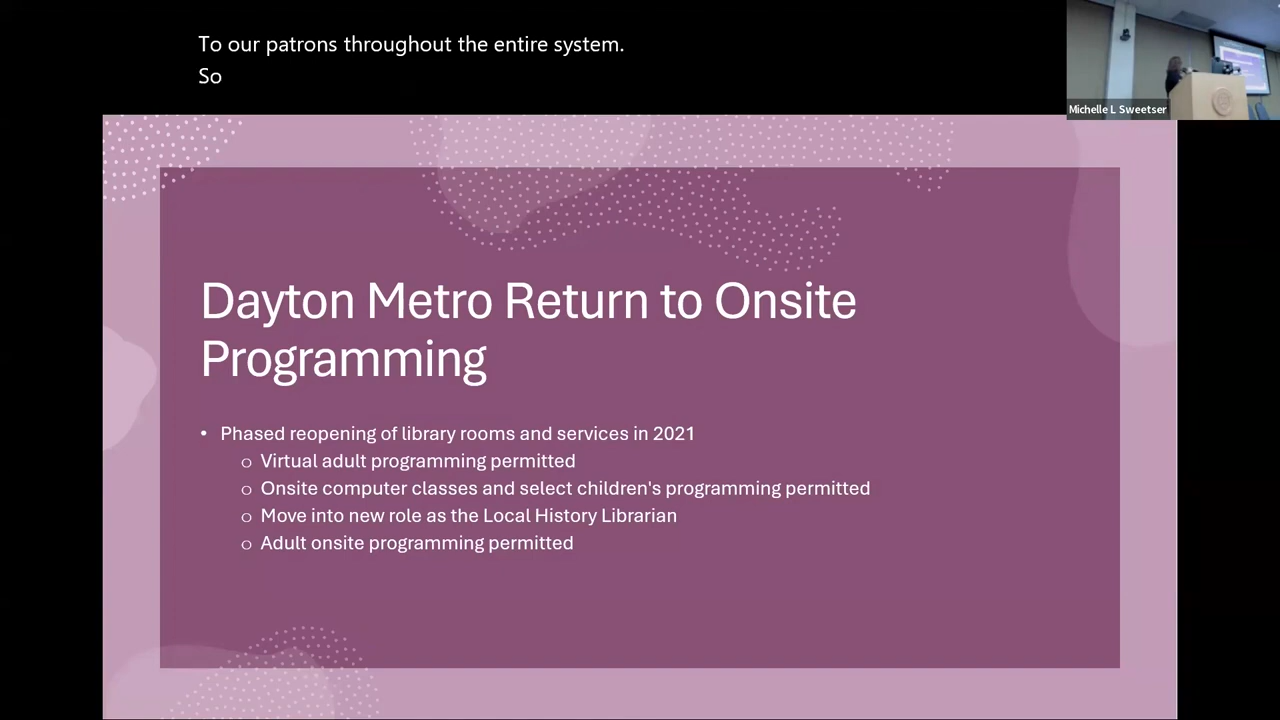 To our patrons throughout the entire system.
So
Michelle L Sweetser
Dayton Metro Return to Onsite
Programming
• Phased reopening of library rooms and services in 2021
o Virtual adult programming permitted
o Onsite computer classes and select children's programming permitted
o Move into new role as the Local History Librarian
o Adult onsite programming permitted